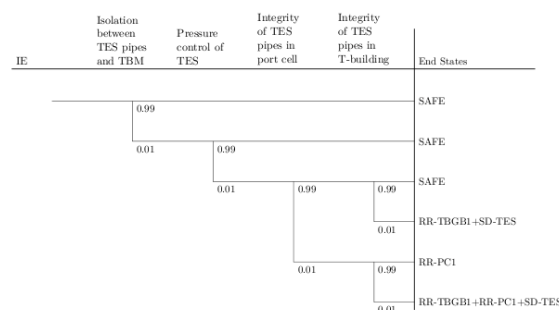 Isolation
between
TES pipes
and TBM
Pressure
control of
TES
Integrity
of TES
pipes in
port cell
Integrity
of TES
pipes in
T-building
IE
End States
SAFE
0.99
0.01
SAFE
0.99
0.01
SAFE
0.99
0.99
RR-TBGB1+SD-TES
0.01
0.01
RR-PC1
0.99
RR-TBGB1+RR-PC1+SD-TES
0.01